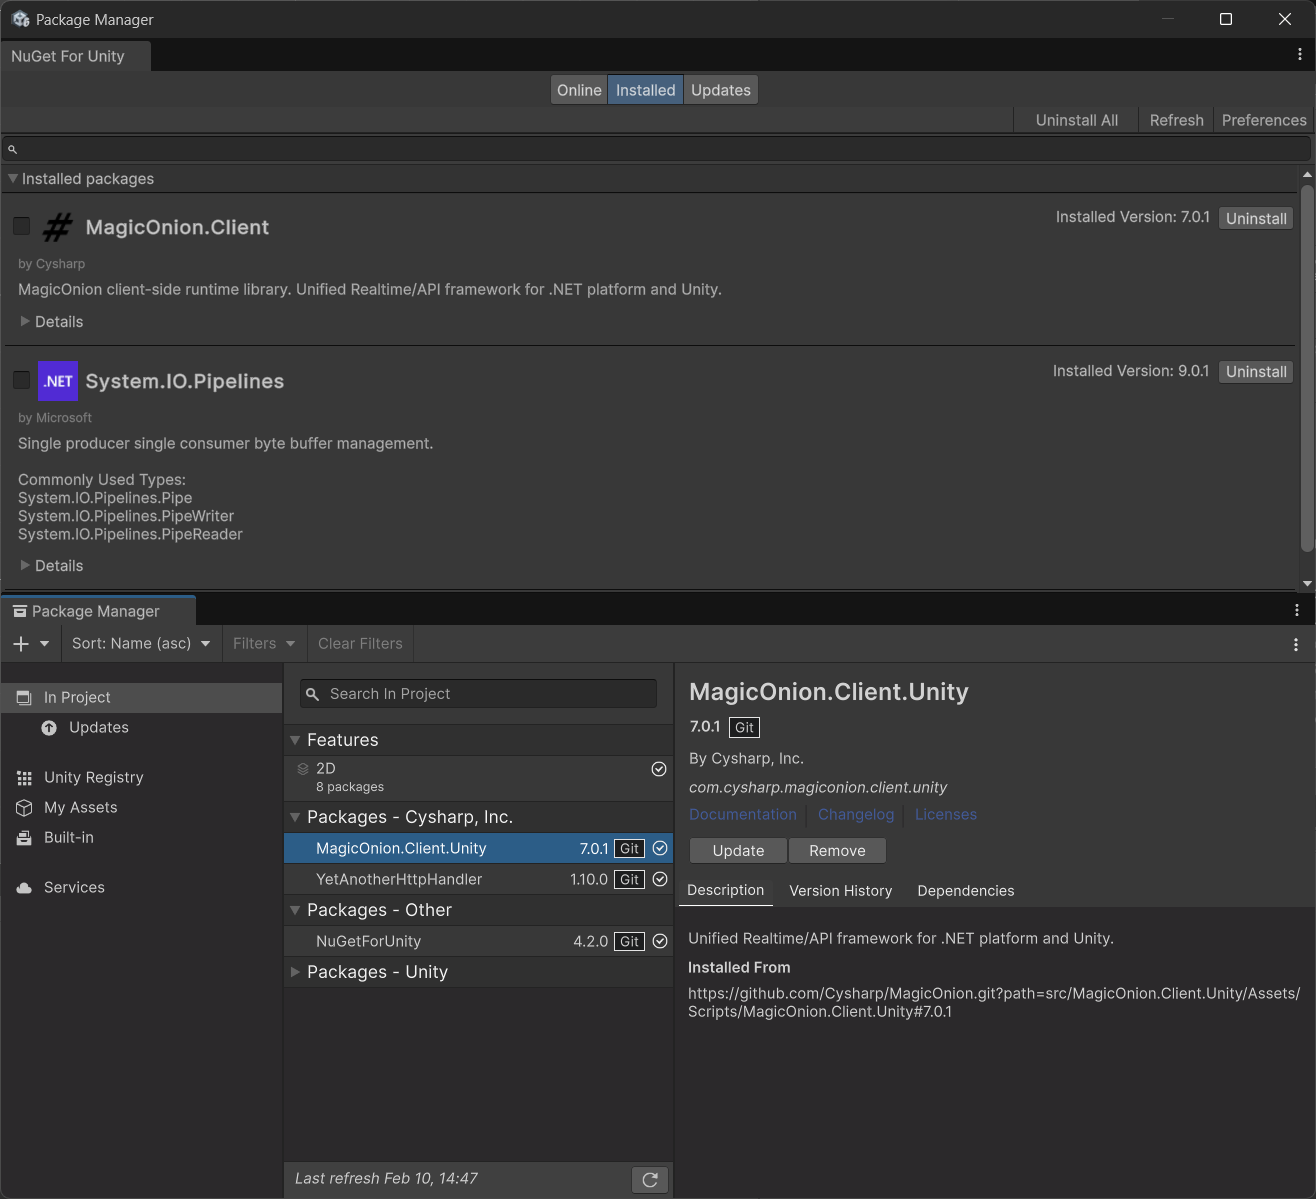 Package Manager
NuGet For Unity
Online Installed Updates
Uninstall All Refresh Preferences
Installed packages
# MagicOnion.Client Installed Version: 7.0.1 Uninstall
by Cysharp
MagicOnion client-side runtime library. Unified Realtime/API framework for .NET platform and Unity.
Details
.NET System.IO.Pipelines Installed Version: 9.0.1 Uninstall
by Microsoft
Single producer single consumer byte buffer management.
Commonly Used Types:
System.IO.Pipelines.Pipe
System.IO.Pipelines.PipeWriter
System.IO.Pipelines.PipeReader
Details
Package Manager
Sort: Name (asc) Filters Clear Filters
In Project
Updates
Unity Registry
My Assets
Built-in
Services
Search In Project
Features
2D
8 packages
Packages - Cysharp, Inc.
MagicOnion.Client.Unity 7.0.1 Git
YetAnotherHttpHandler 1.10.0 Git
Packages - Other
NuGetForUnity 4.2.0 Git
Packages - Unity
Last refresh Feb 10, 14:47
MagicOnion.Client.Unity
7.0.1 Git
By Cysharp, Inc.
com.cysharp.magiconion.client.unity
Documentation Changelog Licenses
Update Remove
Description Version History Dependencies
Unified Realtime/API framework for .NET platform and Unity.
Installed From
https://github.com/Cysharp/MagicOnion.git?path=src/MagicOnion.Client.Unity/Assets/
Scripts/MagicOnion.Client.Unity#7.0.1